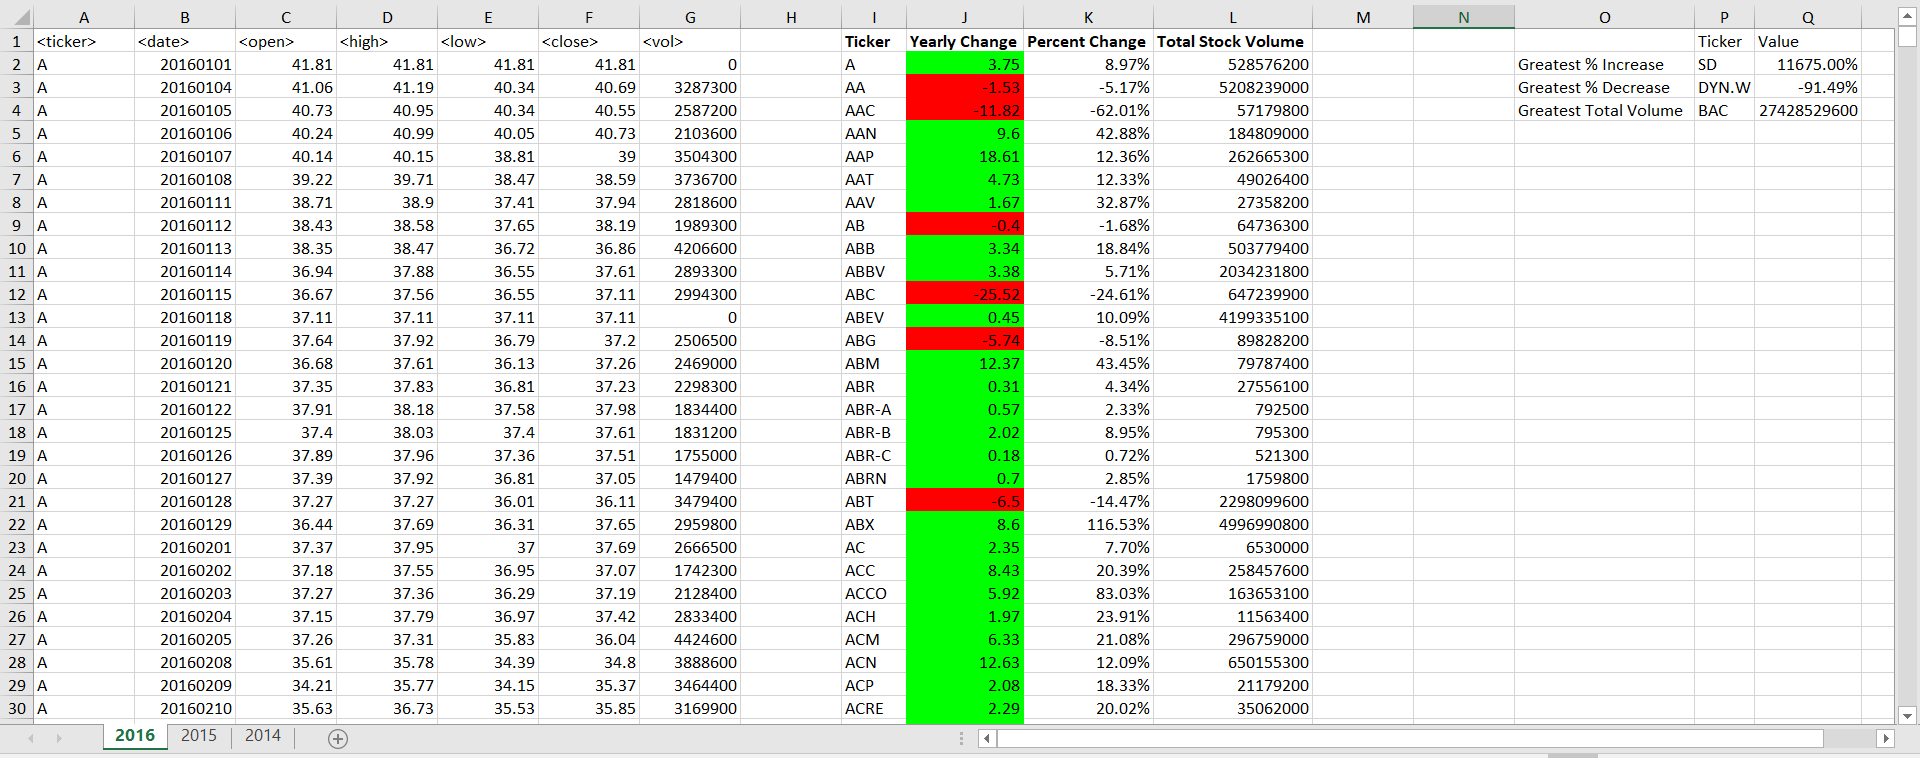 A B C D E F G H I J K L M N O P Q
1 <ticker> <date> <open> <high> <low> <close> <vol> Ticker Yearly Change Percent Change Total Stock Volume Ticker Value
2 A 20160101 41.81 41.81 41.81 41.81 0 A 3.75 8.97% 528576200 Greatest % Increase SD 11675.00%
3 A 20160104 41.06 41.19 40.34 40.69 3287300 AA -1.53 -5.17% 5208239000 Greatest % Decrease DYN.W -91.49%
4 A 20160105 40.73 40.95 40.34 40.55 2587200 AAC -11.82 -62.01% 57179800 Greatest Total Volume BAC 27428529600
5 A 20160106 40.24 40.99 40.05 40.73 2103600 AAN 9.6 42.88% 184809000
6 A 20160107 40.14 40.15 38.81 39 3504300 AAP 18.61 12.36% 262665300
7 A 20160108 39.22 39.71 38.47 38.59 3736700 AAT 4.73 12.33% 49026400
8 A 20160111 38.71 38.9 37.41 37.94 2818600 AAV 1.67 32.87% 27358200
9 A 20160112 38.43 38.58 37.65 38.19 1989300 AB -0.4 -1.68% 64736300
10 A 20160113 38.35 38.47 36.72 36.86 4206600 ABB 3.34 18.84% 503779400
11 A 20160114 36.94 37.88 36.55 37.61 2893300 ABBV 3.38 5.71% 2034231800
12 A 20160115 36.67 37.56 36.55 37.11 2994300 ABC -25.52 -24.61% 647239900
13 A 20160118 37.11 37.11 37.11 37.11 0 ABEV 0.45 10.09% 4199335100
14 A 20160119 37.64 37.92 36.79 37.2 2506500 ABG -5.74 -8.51% 89828200
15 A 20160120 36.68 37.61 36.13 37.26 2469000 ABM 12.37 43.45% 79787400
16 A 20160121 37.35 37.83 36.81 37.23 2298300 ABR 0.31 4.34% 27556100
17 A 20160122 37.91 38.18 37.58 37.98 1834400 ABR-A 0.57 2.33% 792500
18 A 20160125 37.4 38.03 37.4 37.61 1831200 ABR-B 2.02 8.95% 795300
19 A 20160126 37.89 37.96 37.36 37.51 1755000 ABR-C 0.18 0.72% 521300
20 A 20160127 37.39 37.92 36.81 37.05 1479400 ABRN 0.7 2.85% 1759800
21 A 20160128 37.27 37.27 36.01 36.11 3479400 ABT -6.5 -14.47% 2298099600
22 A 20160129 36.44 37.69 36.31 37.65 2959800 ABX 8.6 116.53% 4996990800
23 A 20160201 37.37 37.95 37 37.69 2666500 AC 2.35 7.70% 6530000
24 A 20160202 37.18 37.55 36.95 37.07 1742300 ACC 8.43 20.39% 258457600
25 A 20160203 37.27 37.36 36.29 37.19 2128400 ACCO 5.92 83.03% 163653100
26 A 20160204 37.15 37.79 36.97 37.42 2833400 ACH 1.97 23.91% 11563400
27 A 20160205 37.26 37.31 35.83 36.04 4424600 ACM 6.33 21.08% 296759000
28 A 20160208 35.61 35.78 34.39 34.8 3888600 ACN 12.63 12.09% 650155300
29 A 20160209 34.21 35.77 34.15 35.37 3464400 ACP 2.08 18.33% 21179200
30 A 20160210 35.63 36.73 35.53 35.85 3169900 ACRE 2.29 20.02% 35062000
2016 2015 2014